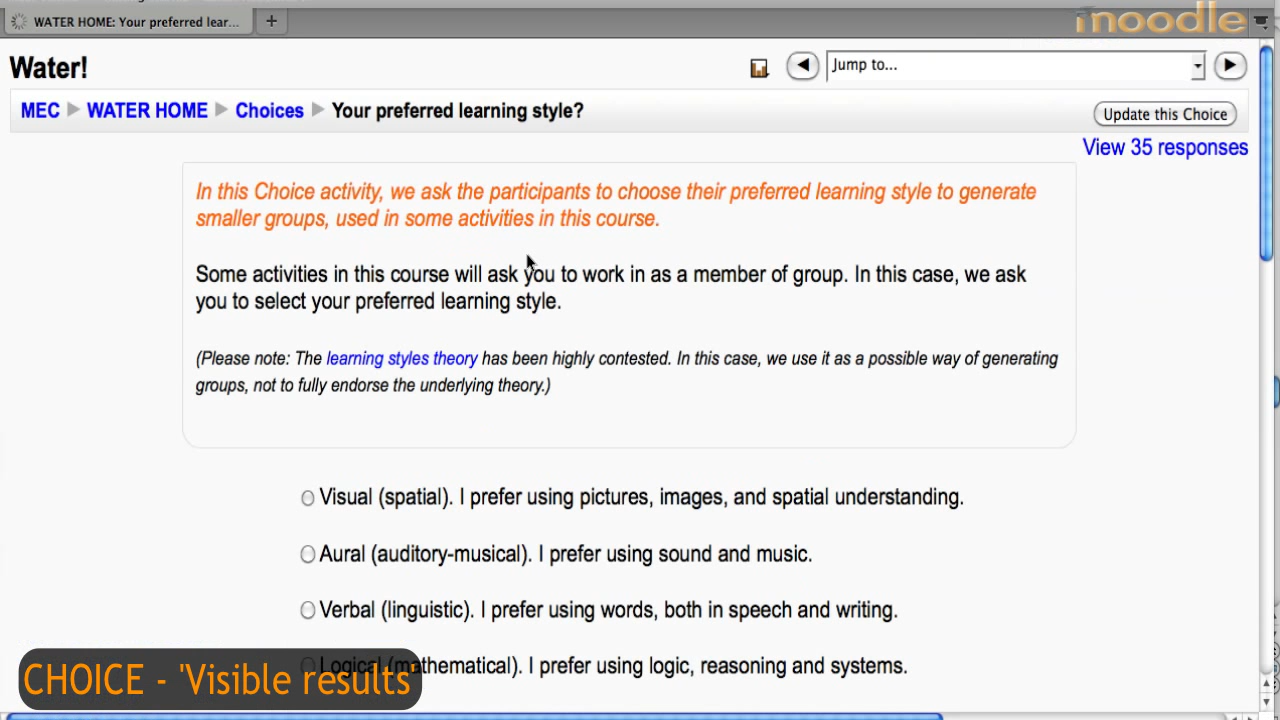 WATER HOME: Your preferred lear...
+
moodle
Water!
Jump to...
MEC WATER HOME Choices Your preferred learning style?
Update this Choice
View 35 responses
In this Choice activity, we ask the participants to choose their preferred learning style to generate
smaller groups, used in some activities in this course.
Some activities in this course will ask you to work in as a member of group. In this case, we ask
you to select your preferred learning style.
(Please note: The learning styles theory has been highly contested. In this case, we use it as a possible way of generating
groups, not to fully endorse the underlying theory.)
Visual (spatial). I prefer using pictures, images, and spatial understanding.
Aural (auditory-musical). I prefer using sound and music.
Verbal (linguistic). I prefer using words, both in speech and writing.
Logical (mathematical). I prefer using logic, reasoning and systems.
CHOICE - 'Visible results